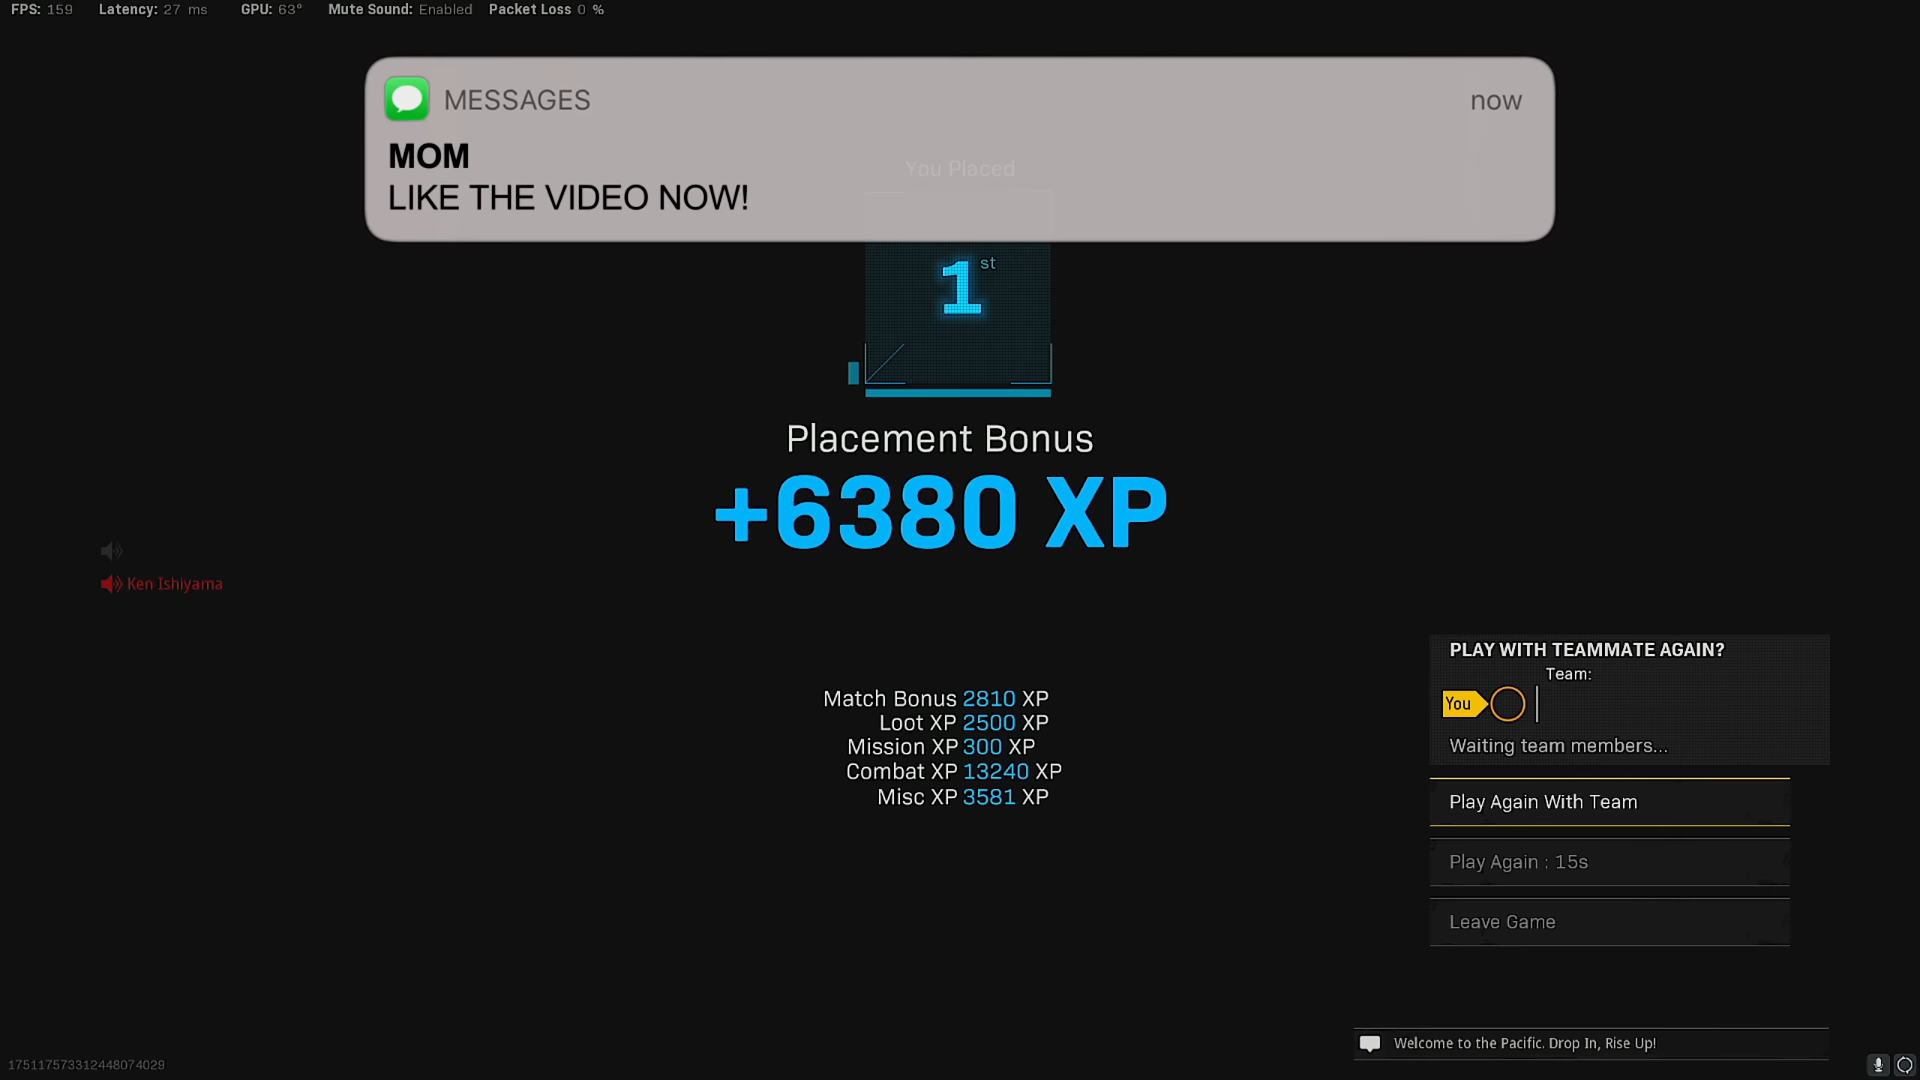 FPS: 159 Latency: 27 ms GPU: 63° Mute Sound: Enabled Packet Loss 0 %
MESSAGES now
MOM
You Placed
LIKE THE VIDEO NOW!
1st
Placement Bonus
+6380 XP
Ken Ishiyama
Match Bonus 2810 XP
Loot XP 2500 XP
Mission XP 300 XP
Combat XP 13240 XP
Misc XP 3581 XP
PLAY WITH TEAMMATE AGAIN?
Team:
You
Waiting team members...
Play Again With Team
Play Again : 15s
Leave Game
Welcome to the Pacific. Drop In, Rise Up!
175117573312448074029